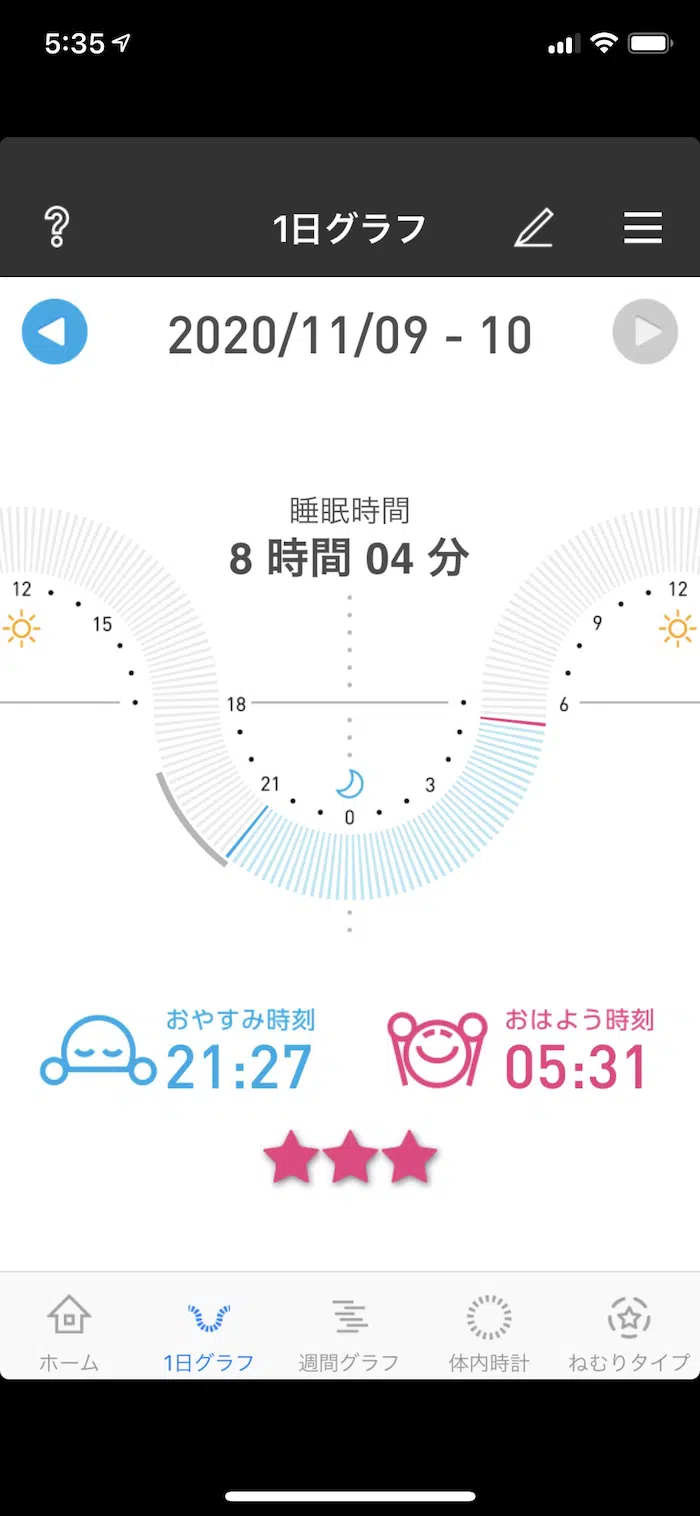 5:35
?
1日グラフ
2020/11/09 - 10
睡眠時間
8 時間 04 分
12
15
18
21
0
3
6
9
12
おやすみ時刻
21:27
おはよう時刻
05:31
ホーム
1日グラフ
週間グラフ
体内時計
ねむりタイプ